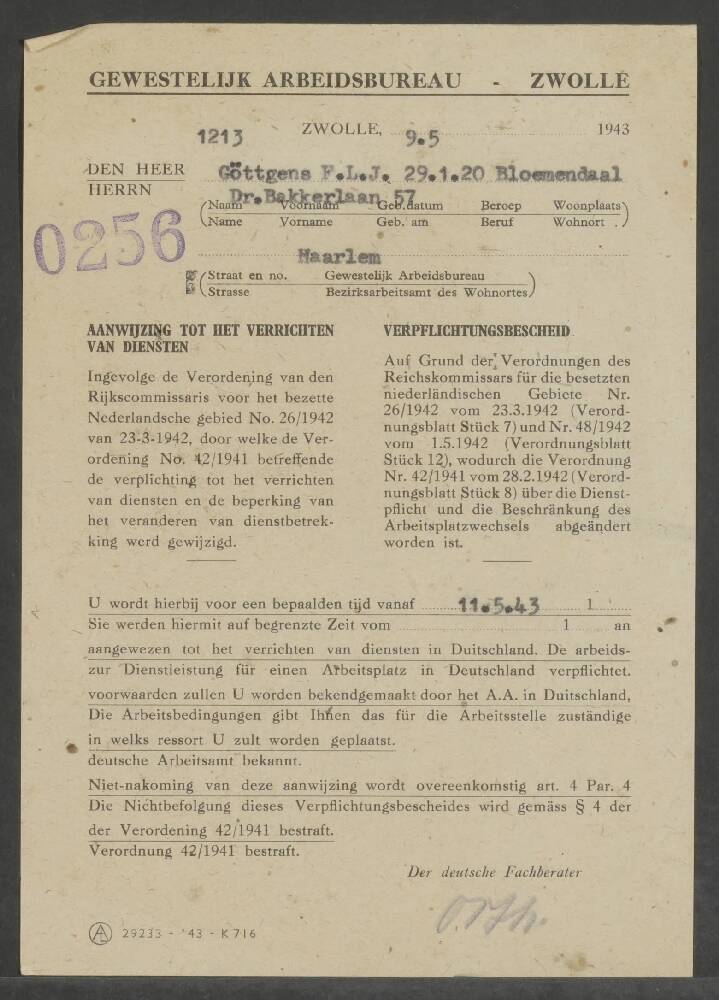 GEWESTELIJK ARBEIDSBUREAU - ZWOLLE
1213 ZWOLLE, 9.5 1943
DEN HEER
HERRN
Göttgens F.L.J. 29.1.20 Bloemendaal
Dr.Bakkerlaan 57
(Naam Voornaam Geb.datum Beroep Woonplaats)
(Name Vorname Geb. am Beruf Wohnort .)
0256
Haarlem
(Straat en no. Gewestelijk Arbeidsbureau)
(Strasse Bezirksarbeitsamt des Wohnortes)
AANWIJZING TOT HET VERRICHTEN
VAN DIENSTEN
Ingevolge de Verordening van den
Rijkscommissaris voor het bezette
Nederlandsche gebied No. 26/1942
van 23-3-1942, door welke de Ver-
ordening No. 42/1941 betreffende
de verplichting tot het verrichten
van diensten en de beperking van
het veranderen van dienstbetrek-
king werd gewijzigd.
VERPFLICHTUNGSBESCHEID
Auf Grund der Verordnungen des
Reichskommissars für die besetzten
niederländischen Gebiete Nr.
26/1942 vom 23.3.1942 (Verord-
nungsblatt Stück 7) und Nr. 48/1942
vom 1.5.1942 (Verordnungsblatt
Stück 12), wodurch die Verordnung
Nr. 42/1941 vom 28.2.1942 (Verord-
nungsblatt Stück 8) über die Dienst-
pflicht und die Beschränkung des
Arbeitsplatzwechsels abgeändert
worden ist.
U wordt hierbij voor een bepaalden tijd vanaf 11.5.43 1
Sie werden hiermit auf begrenzte Zeit vom 1 an
aangewezen tot het verrichten van diensten in Duitschland. De arbeids-
zur Dienstleistung für einen Arbeitsplatz in Deutschland verpflichtet.
voorwaarden zullen U worden bekendgemaakt door het A.A. in Duitschland,
Die Arbeitsbedingungen gibt Ihnen das für die Arbeitsstelle zuständige
in welks ressort U zult worden geplaatst.
deutsche Arbeitsamt bekannt.
Niet-nakoming van deze aanwijzing wordt overeenkomstig art. 4 Par. 4
Die Nichtbefolgung dieses Verpflichtungsbescheides wird gemäss § 4 der
der Verordening 42/1941 bestraft.
Verordnung 42/1941 bestraft.
Der deutsche Fachberater
29233 - '43 - K 716